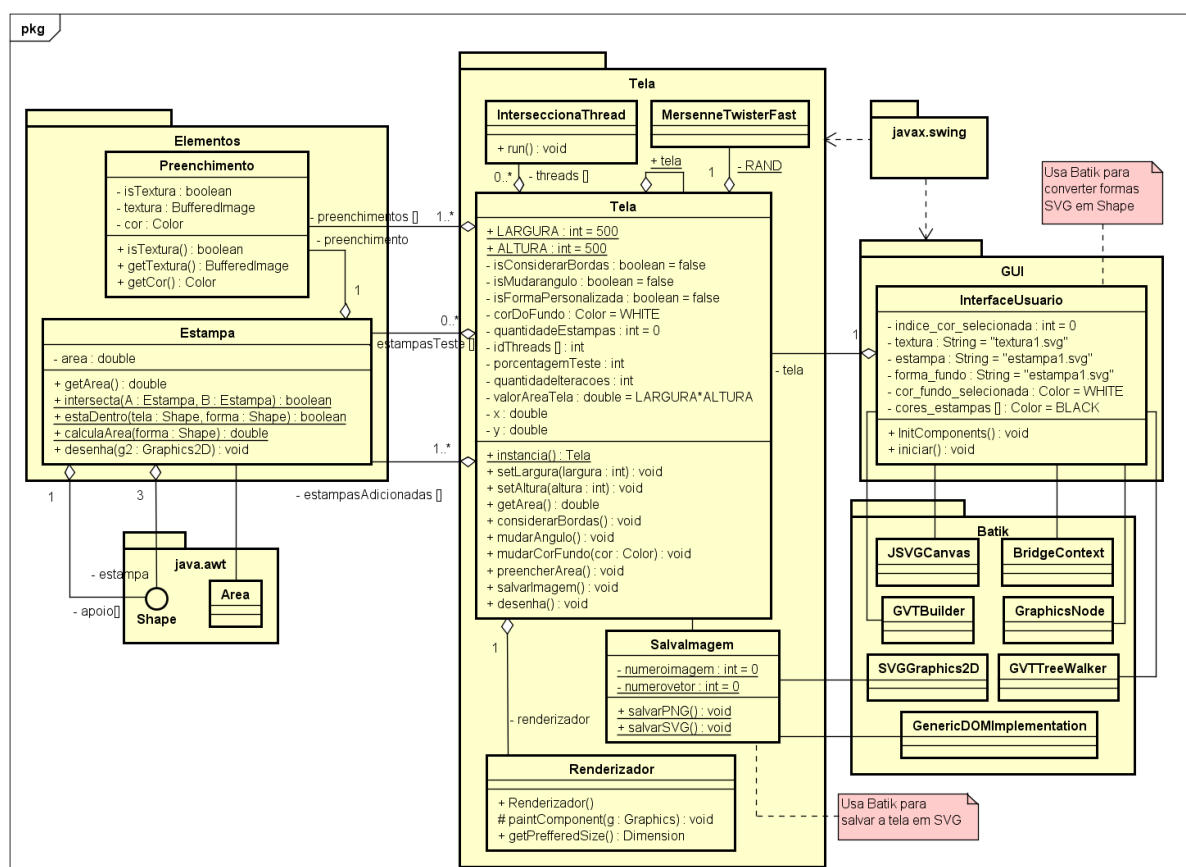 pkg
Elementos
Preenchimento
- isTextura : boolean
- textura : BufferedImage
- cor : Color
+ isTextura() : boolean
+ getTextura() : BufferedImage
+ getCor() : Color
- preenchimentos []
1..*
- preenchimento
1
Estampa
- area : double
+ getArea() : double
+ intersecta(A : Estampa, B : Estampa) : boolean
+ estaDentro(tela : Shape, forma : Shape) : boolean
+ calculaArea(forma : Shape) : double
+ desenha(g2 : Graphics2D) : void
0..*
estampasTeste []
1..*
- estampasAdicionadas []
1
3
java.awt
- estampa
- apoio[]
Shape
Area
Tela
InterseccionaThread
+ run() : void
MersenneTwisterFast
0..*
- threads []
+ tela
1
- RAND
Tela
+ LARGURA : int = 500
+ ALTURA : int = 500
- isConsiderarBordas : boolean = false
- isMudarangulo : boolean = false
- isFormaPersonalizada : boolean = false
- corDoFundo : Color = WHITE
- quantidadeEstampas : int = 0
- idThreads [] : int
- porcentagemTeste : int
- quantidadeIteracoes : int
- valorAreaTela : double = LARGURA*ALTURA
- x : double
- y : double
+ instancia() : Tela
+ setLargura(largura : int) : void
+ setAltura(altura : int) : void
+ getArea() : double
+ considerarBordas() : void
+ mudarAngulo() : void
+ mudarCorFundo(cor : Color) : void
+ preencherArea() : void
+ salvarImagem() : void
+ desenha() : void
1
- renderizador
SalvaImagem
- numeroimagem : int = 0
- numerovetor : int = 0
+ salvarPNG() : void
+ salvarSVG() : void
Renderizador
+ Renderizador()
# paintComponent(g : Graphics) : void
+ getPrefferedSize() : Dimension
javax.swing
Usa Batik para
converter formas
SVG em Shape
GUI
InterfaceUsuario
- indice_cor_selecionada : int = 0
- textura : String = "textura1.svg"
- estampa : String = "estampa1.svg"
- forma_fundo : String = "estampa1.svg"
- cor_fundo_selecionada : Color = WHITE
- cores_estampas [] : Color = BLACK
+ InitComponents() : void
+ iniciar() : void
1
- tela
Batik
JSVGCanvas
BridgeContext
GVTBuilder
GraphicsNode
SVGGraphics2D
GVTTreeWalker
GenericDOMImplementation
Usa Batik para
salvar a tela em SVG